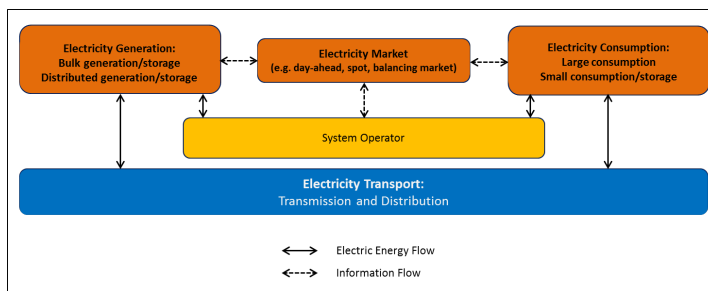 Electricity Generation:
Bulk generation/storage
Distributed generation/storage
Electricity Market
(e.g. day-ahead, spot, balancing market)
Electricity Consumption:
Large consumption
Small consumption/storage
System Operator
Electricity Transport:
Transmission and Distribution
Electric Energy Flow
Information Flow